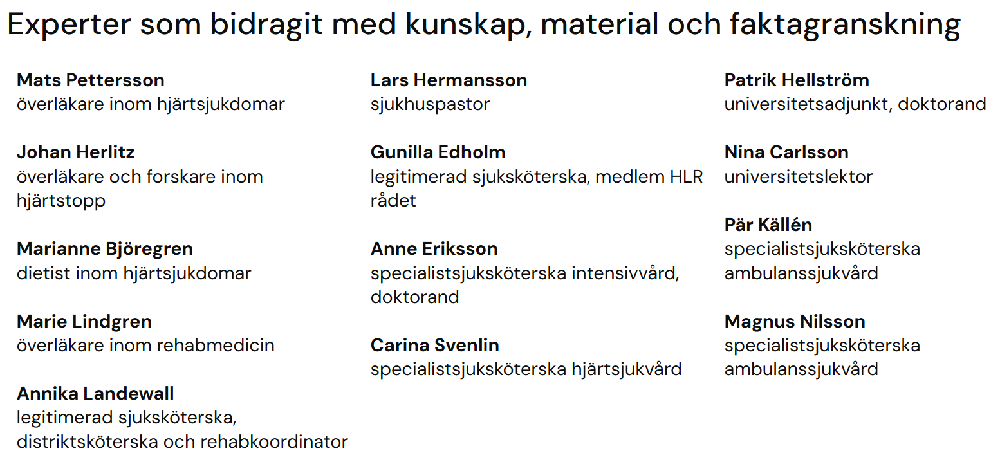 Experter som bidragit med kunskap, material och faktagranskning
Mats Pettersson
överläkare inom hjärtsjukdomar
Johan Herlitz
överläkare och forskare inom
hjärtstopp
Marianne Björegren
dietist inom hjärtsjukdomar
Marie Lindgren
överläkare inom rehabmedicin
Annika Landewall
legitimerad sjuksköterska,
distriktsköterska och rehabkoordinator
Lars Hermansson
sjukhuspastor
Gunilla Edholm
legitimerad sjuksköterska, medlem HLR
rådet
Anne Eriksson
specialistsjuksköterska intensivvård,
doktorand
Carina Svenlin
specialistsjuksköterska hjärtsjukvård
Patrik Hellström
universitetsadjunkt, doktorand
Nina Carlsson
universitetslektor
Pär Källén
specialistsjuksköterska
ambulanssjukvård
Magnus Nilsson
specialistsjuksköterska
ambulanssjukvård